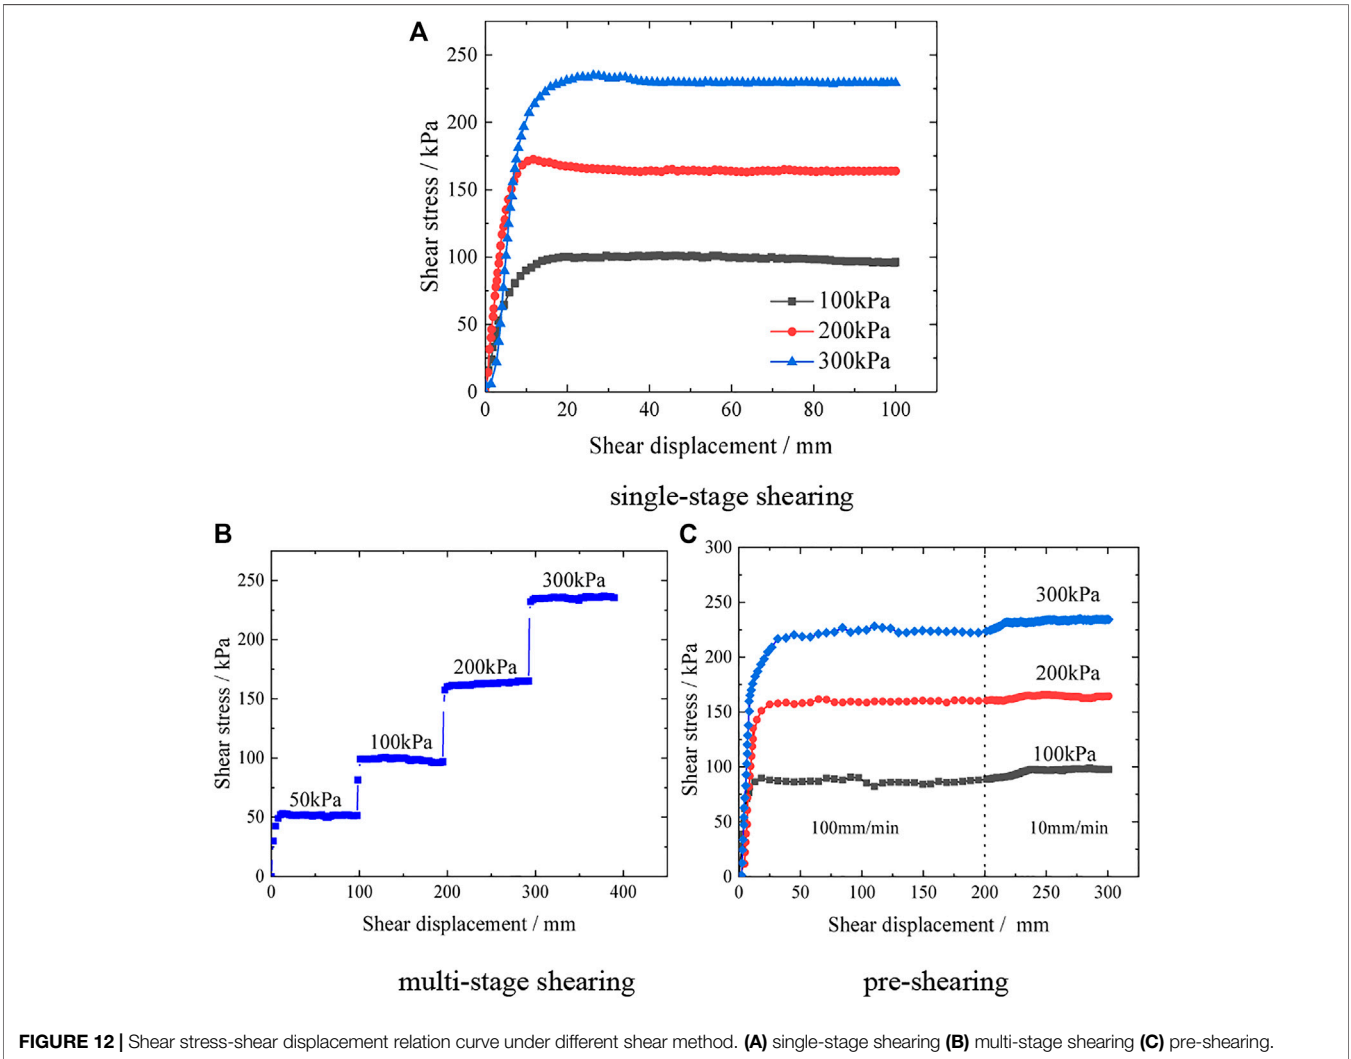 A
250
200
150
100
50
0
Shear stress / kPa
100kPa
200kPa
300kPa
0 20 40 60 80 100
Shear displacement / mm
single-stage shearing
B
250
200
150
100
50
0
Shear stress / kPa
300kPa
200kPa
100kPa
50kPa
0 100 200 300 400
Shear displacement / mm
multi-stage shearing
C
300
250
200
150
100
50
0
Shear stress / kPa
300kPa
200kPa
100kPa
100mm/min 10mm/min
0 50 100 150 200 250 300
Shear displacement / mm
pre-shearing
FIGURE 12 | Shear stress-shear displacement relation curve under different shear method. (A) single-stage shearing (B) multi-stage shearing (C) pre-shearing.